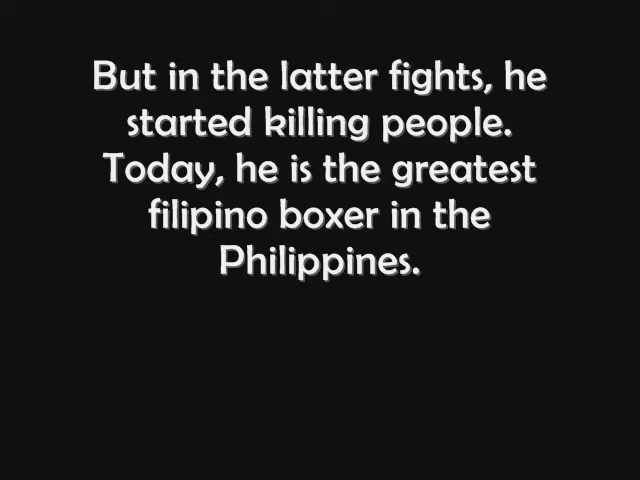 But in the latter fights, he
started killing people.
Today, he is the greatest
filipino boxer in the
Philippines.